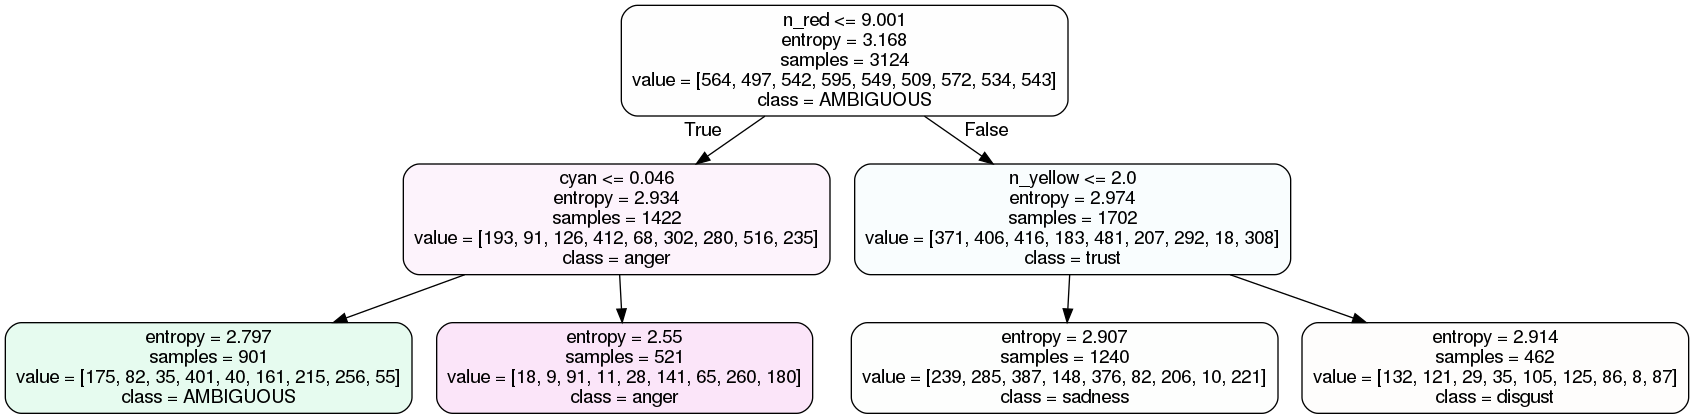 n_red <= 9.001
entropy = 3.168
samples = 3124
value = [564, 497, 542, 595, 549, 509, 572, 534, 543]
class = AMBIGUOUS
True
False
cyan <= 0.046
entropy = 2.934
samples = 1422
value = [193, 91, 126, 412, 68, 302, 280, 516, 235]
class = anger
n_yellow <= 2.0
entropy = 2.974
samples = 1702
value = [371, 406, 416, 183, 481, 207, 292, 18, 308]
class = trust
entropy = 2.797
samples = 901
value = [175, 82, 35, 401, 40, 161, 215, 256, 55]
class = AMBIGUOUS
entropy = 2.55
samples = 521
value = [18, 9, 91, 11, 28, 141, 65, 260, 180]
class = anger
entropy = 2.907
samples = 1240
value = [239, 285, 387, 148, 376, 82, 206, 10, 221]
class = sadness
entropy = 2.914
samples = 462
value = [132, 121, 29, 35, 105, 125, 86, 8, 87]
class = disgust